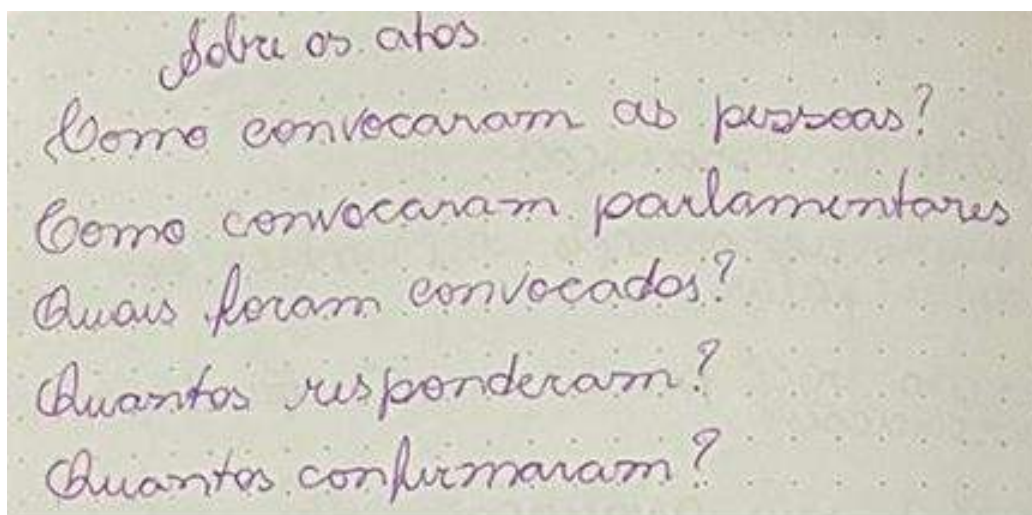 Sobre os atos
Como convocaram as pessoas?
Como convocaram parlamentares
Quais foram convocados?
Quantos responderam?
Quantos confirmaram?